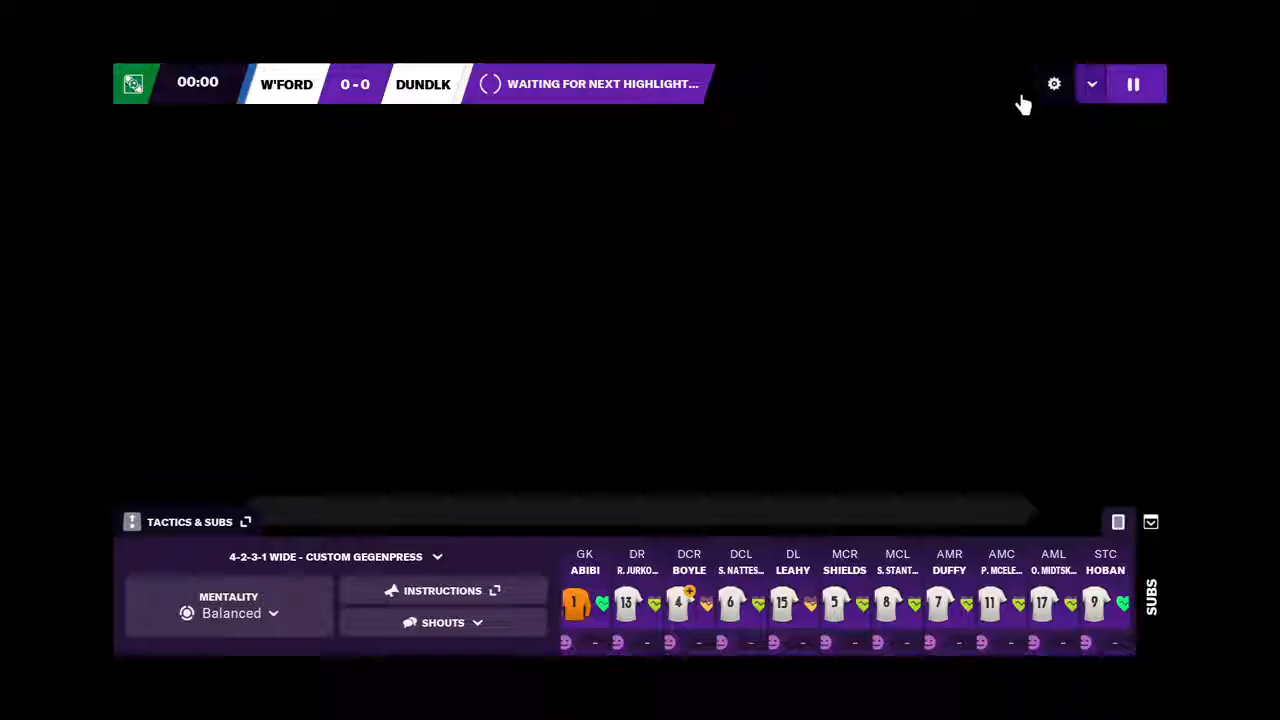 00:00 W'FORD 0 - 0 DUNDLK WAITING FOR NEXT HIGHLIGHT...
TACTICS & SUBS
4-2-3-1 WIDE - CUSTOM GEGENPRESS
MENTALITY
Balanced
INSTRUCTIONS
SHOUTS
GK DR DCR DCL DL MCR MCL AMR AMC AML STC
ABIBI R. JURKO... BOYLE S. NATTES... LEAHY SHIELDS S. STANT... DUFFY P. MCELE... O. MIDTSK... HOBAN
1 13 4 6 15 5 8 7 11 17 9
- - - - - - - - - - -
SUBS